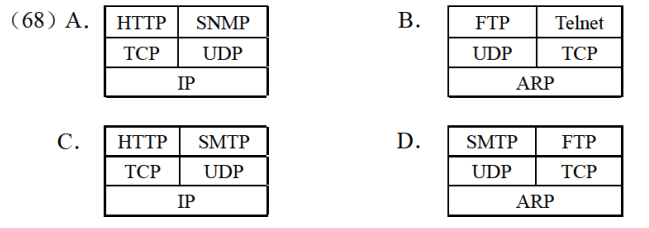 （68）A. HTTP SNMP B. FTP Telnet
TCP UDP UDP TCP
IP ARP
C. HTTP SMTP D. SMTP FTP
TCP UDP UDP TCP
IP ARP